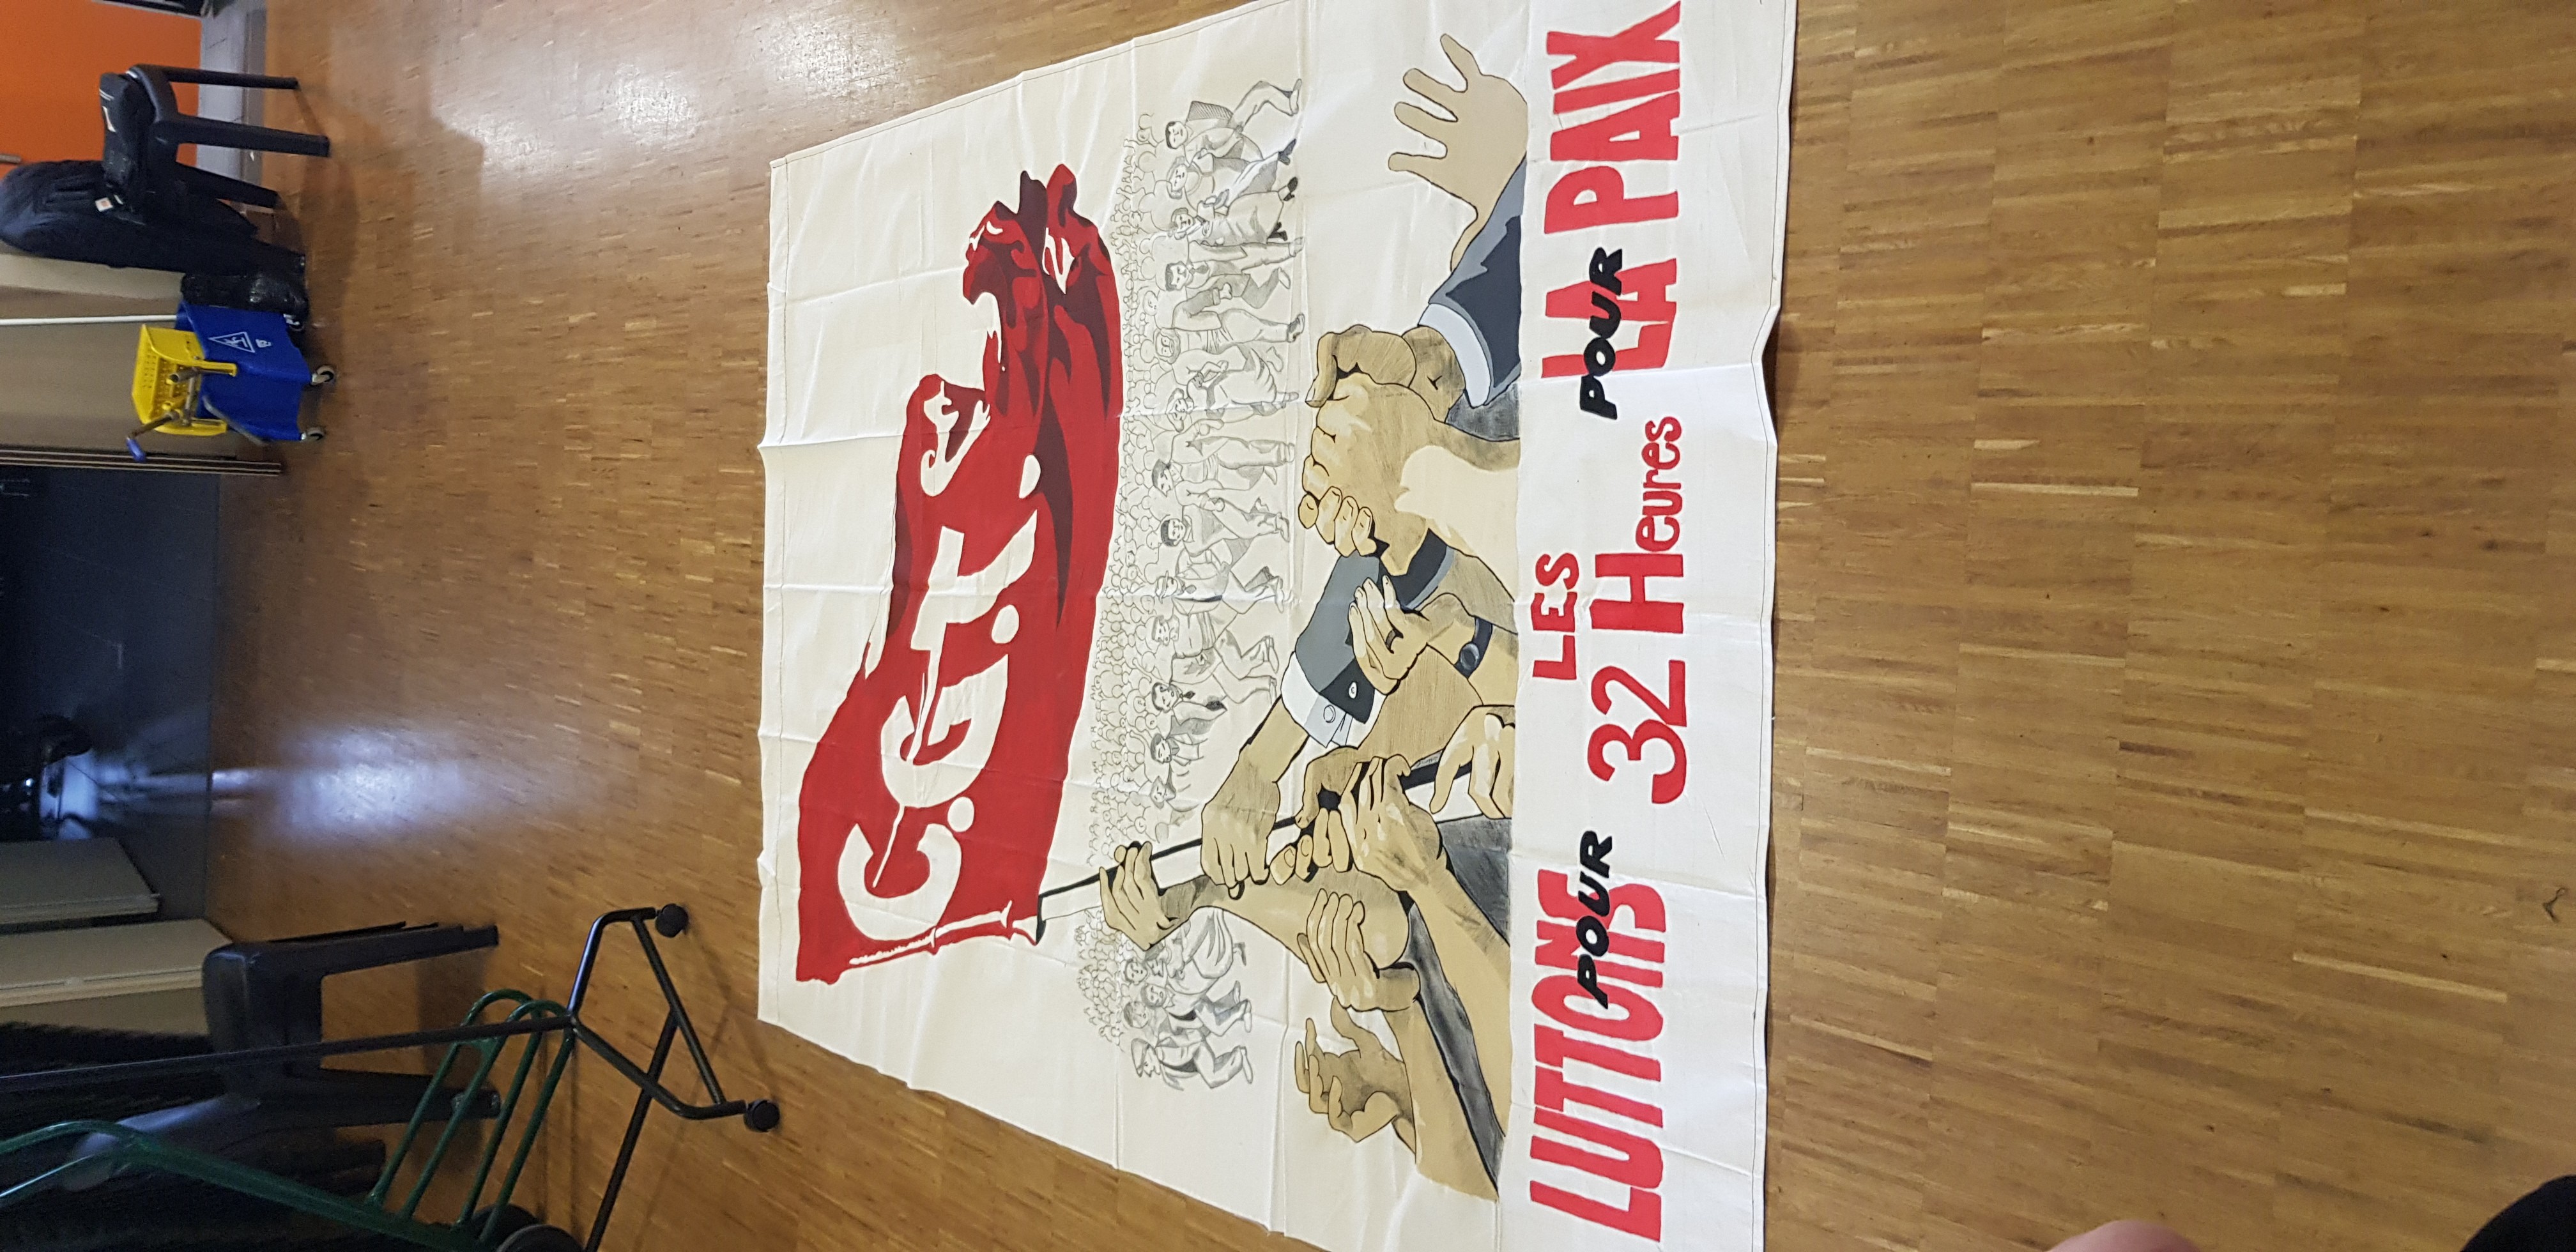 C.G.T.
LUTTONS POUR LES 32 Heures POUR LA PAIX